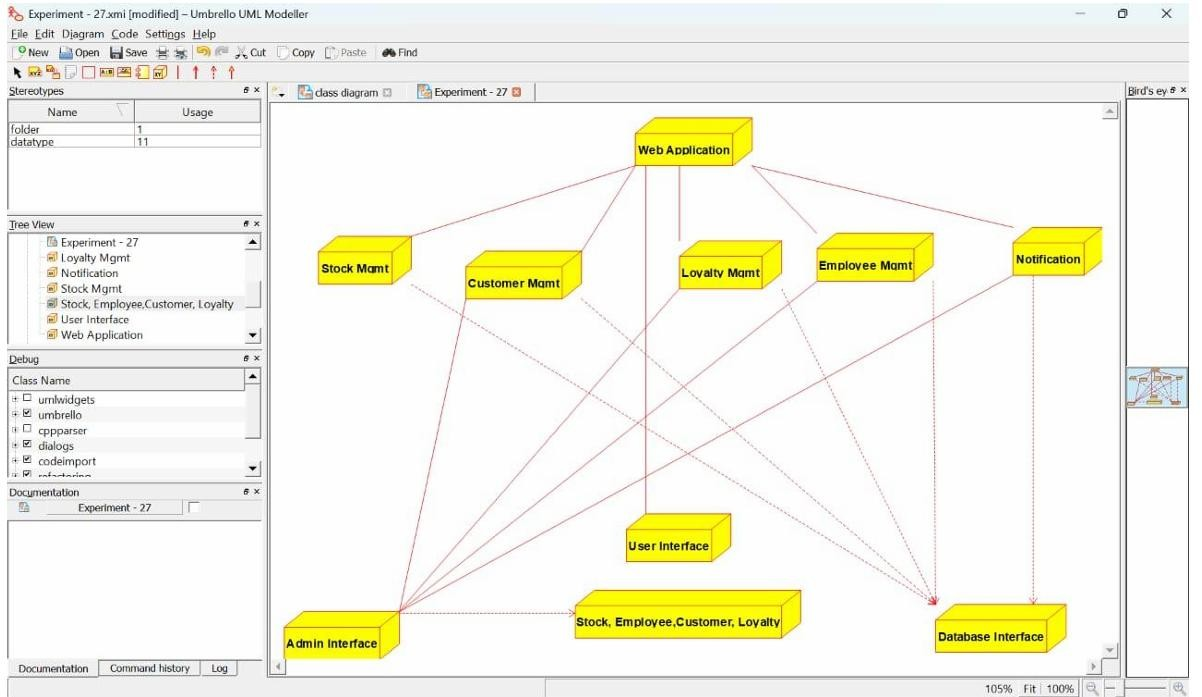 Experiment - 27.xmi [modified] – Umbrello UML Modeller
File Edit Diagram Code Settings Help
New Open Save Cut Copy Paste Find
Stereotypes
Name Usage
folder 1
datatype 11
Tree View
Experiment - 27
Loyalty Mgmt
Notification
Stock Mgmt
Stock, Employee,Customer, Loyalty
User Interface
Web Application
Debug
Class Name
umlwidgets
umbrello
cppparser
dialogs
codeimport
refactoring
Documentation
Experiment - 27
Documentation Command history Log
class diagram Experiment - 27
Web Application
Stock Mgmt
Customer Mgmt
Loyalty Mgmt
Employee Mgmt
Notification
User Interface
Stock, Employee,Customer, Loyalty
Admin Interface
Database Interface
Bird's ey
105% Fit 100%